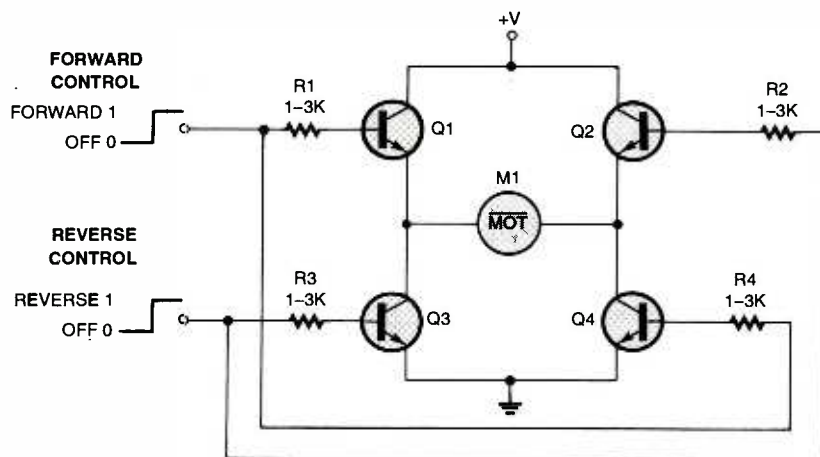 +V
FORWARD
CONTROL
FORWARD 1
OFF 0
R1
1–3K
Q1
Q2
R2
1–3K
M1
MOT
REVERSE
CONTROL
REVERSE 1
OFF 0
R3
1–3K
Q3
Q4
R4
1–3K